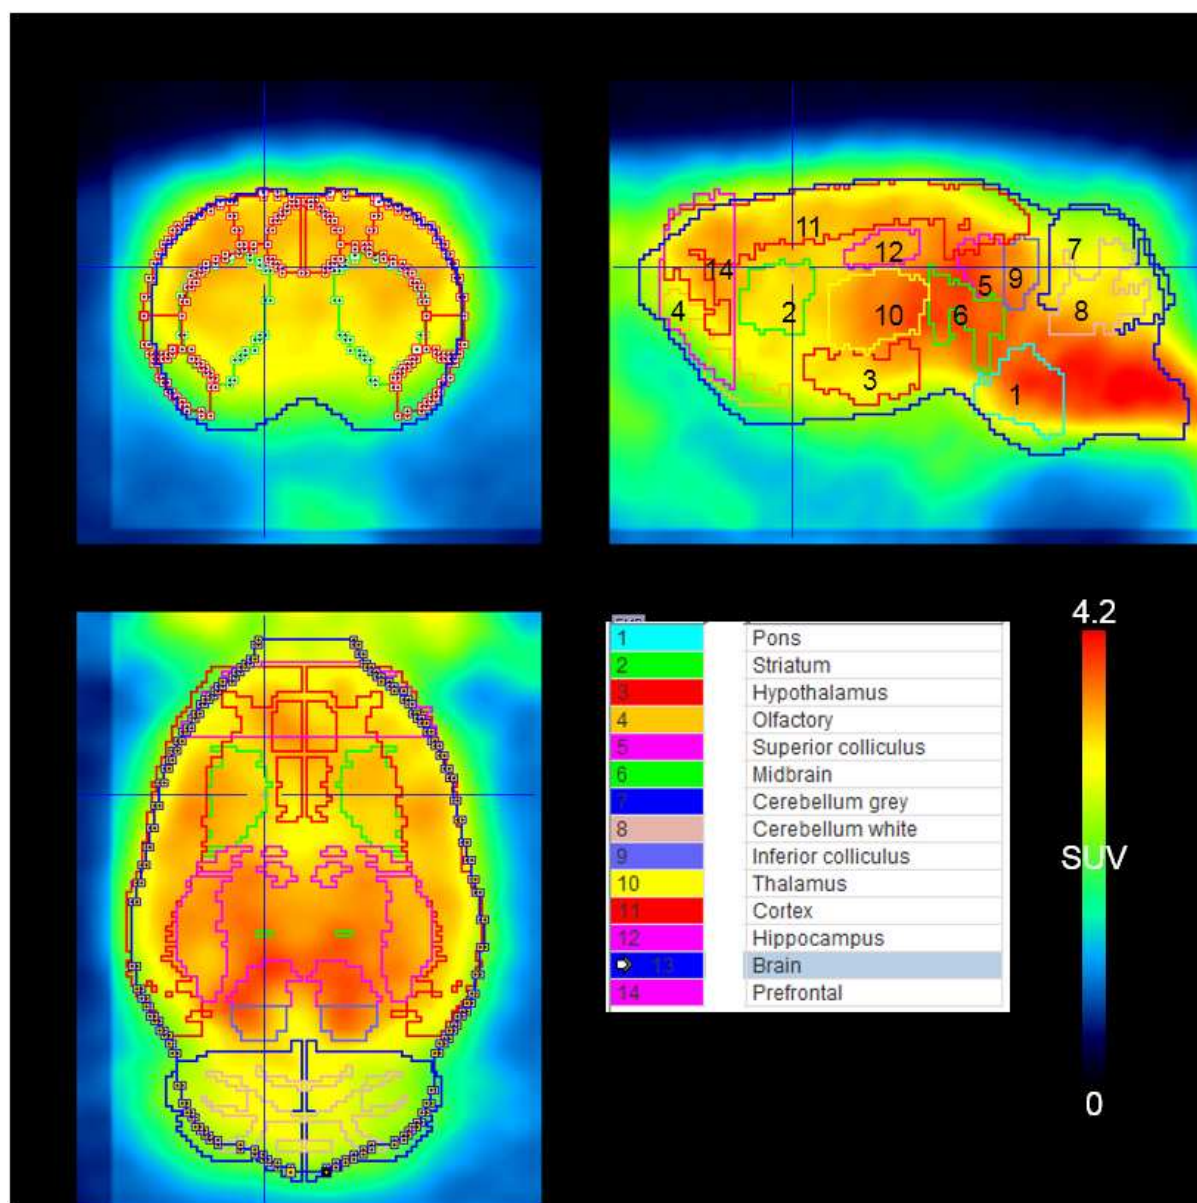 11
12
7
14
9
5
4
2
10
6
8
3
1
4.2
SUV
0
1 Pons
2 Striatum
3 Hypothalamus
4 Olfactory
5 Superior colliculus
6 Midbrain
7 Cerebellum grey
8 Cerebellum white
9 Inferior colliculus
10 Thalamus
11 Cortex
12 Hippocampus
13 Brain
14 Prefrontal